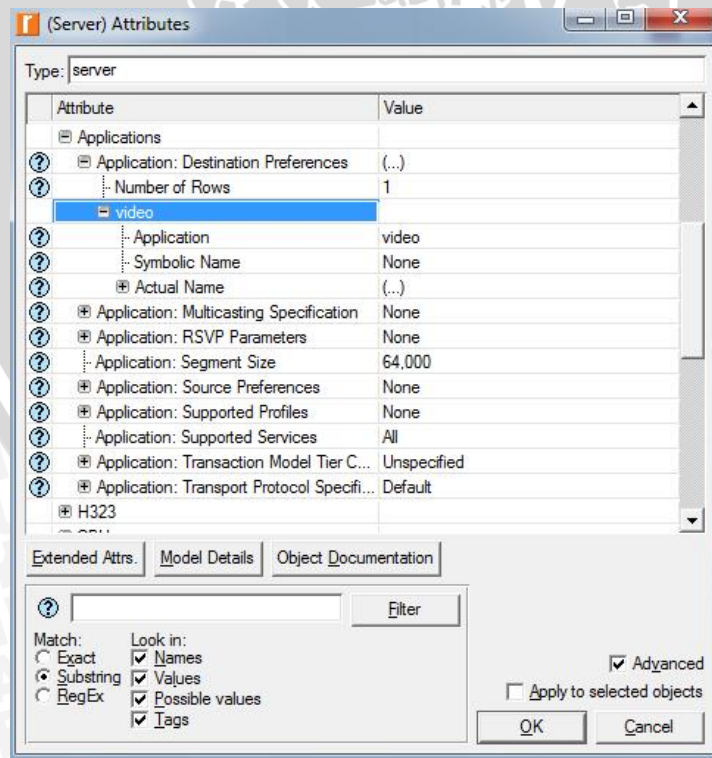 (Server) Attributes
Type: server
Attribute Value
Applications
Application: Destination Preferences (...)
Number of Rows 1
video
Application video
Symbolic Name None
Actual Name (...)
Application: Multicasting Specification None
Application: RSVP Parameters None
Application: Segment Size 64,000
Application: Source Preferences None
Application: Supported Profiles None
Application: Supported Services All
Application: Transaction Model Tier C... Unspecified
Application: Transport Protocol Specifi... Default
H323
Extended Attrs. Model Details Object Documentation
Filter
Match: Look in:
Exact Names
Substring Values
RegEx Possible values
Tags
Advanced
Apply to selected objects
OK Cancel